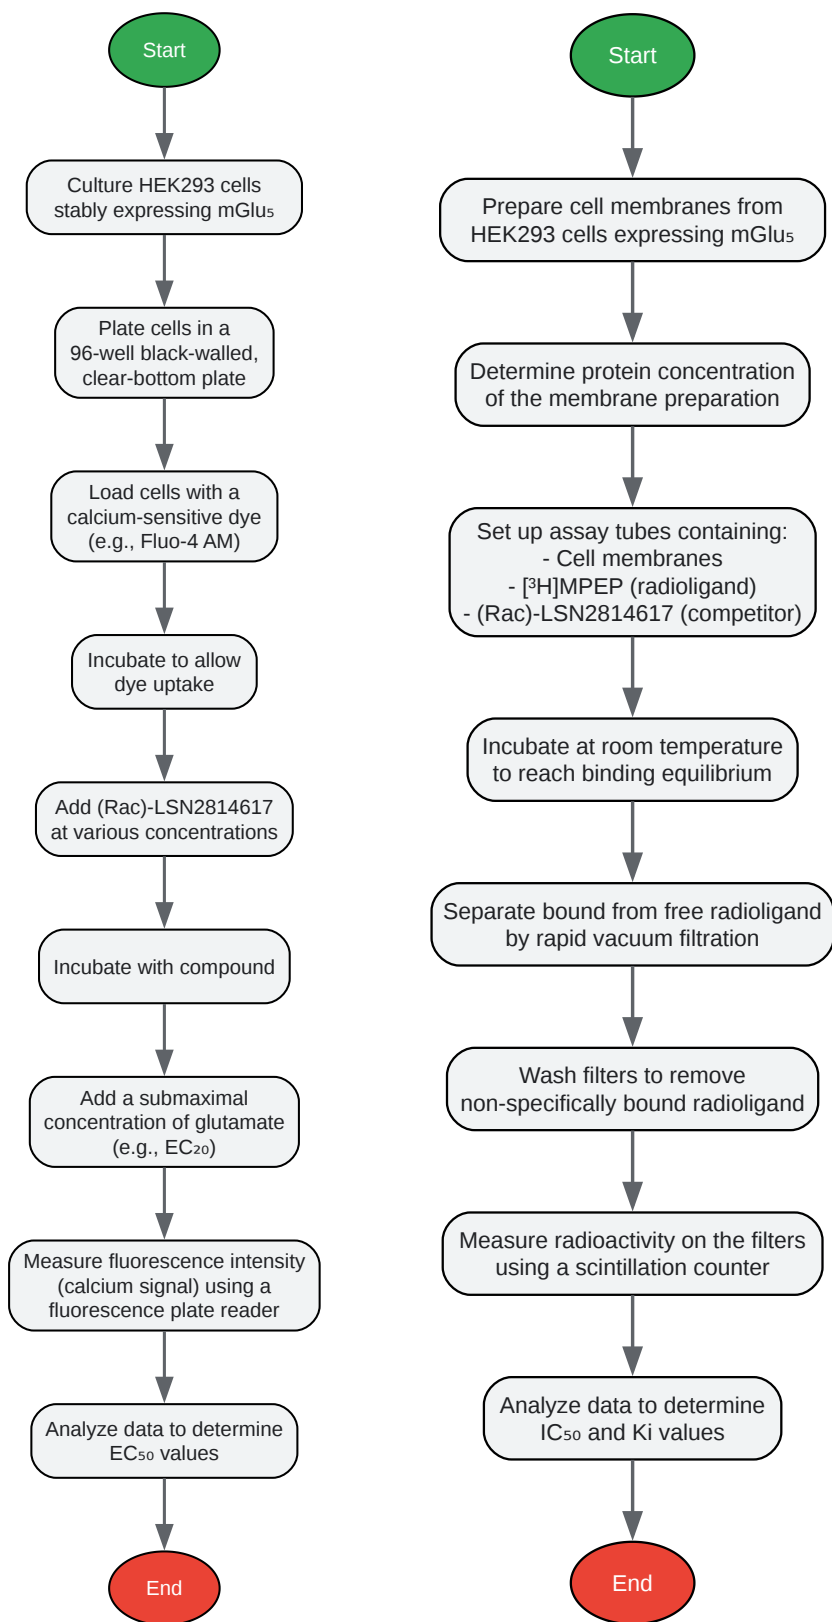 Start
Culture HEK293 cells
stably expressing mGlu₅
Plate cells in a
96-well black-walled,
clear-bottom plate
Load cells with a
calcium-sensitive dye
(e.g., Fluo-4 AM)
Incubate to allow
dye uptake
Add (Rac)-LSN2814617
at various concentrations
Incubate with compound
Add a submaximal
concentration of glutamate
(e.g., EC₂₀)
Measure fluorescence intensity
(calcium signal) using a
fluorescence plate reader
Analyze data to determine
EC₅₀ values
End
Start
Prepare cell membranes from
HEK293 cells expressing mGlu₅
Determine protein concentration
of the membrane preparation
Set up assay tubes containing:
- Cell membranes
- [³H]MPEP (radioligand)
- (Rac)-LSN2814617 (competitor)
Incubate at room temperature
to reach binding equilibrium
Separate bound from free radioligand
by rapid vacuum filtration
Wash filters to remove
non-specifically bound radioligand
Measure radioactivity on the filters
using a scintillation counter
Analyze data to determine
IC₅₀ and Ki values
End